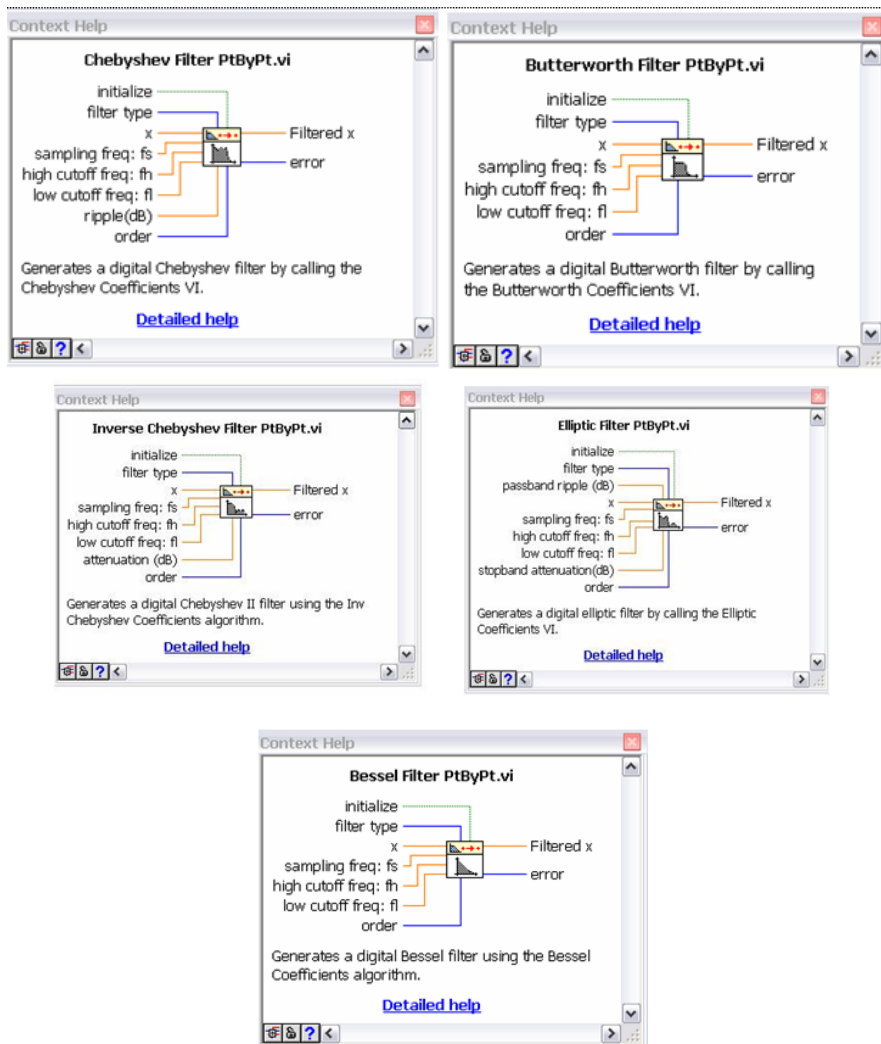 Context Help
Chebyshev Filter PtByPt.vi
initialize
filter type
x
Filtered x
sampling freq: fs
error
high cutoff freq: fh
low cutoff freq: fl
ripple(dB)
order
Generates a digital Chebyshev filter by calling the
Chebyshev Coefficients VI.
Detailed help
?
Context Help
Butterworth Filter PtByPt.vi
initialize
filter type
x
Filtered x
sampling freq: fs
error
high cutoff freq: fh
low cutoff freq: fl
order
Generates a digital Butterworth filter by calling
the Butterworth Coefficients VI.
Detailed help
?
Context Help
Inverse Chebyshev Filter PtByPt.vi
initialize
filter type
x
Filtered x
sampling freq: fs
error
high cutoff freq: fh
low cutoff freq: fl
attenuation (dB)
order
Generates a digital Chebyshev II filter using the Inv
Chebyshev Coefficients algorithm.
Detailed help
?
Context Help
Elliptic Filter PtByPt.vi
initialize
filter type
passband ripple (dB)
x
Filtered x
sampling freq: fs
error
high cutoff freq: fh
low cutoff freq: fl
stopband attenuation(dB)
order
Generates a digital elliptic filter by calling the Elliptic
Coefficients VI.
Detailed help
?
Context Help
Bessel Filter PtByPt.vi
initialize
filter type
x
Filtered x
sampling freq: fs
error
high cutoff freq: fh
low cutoff freq: fl
order
Generates a digital Bessel filter using the Bessel
Coefficients algorithm.
Detailed help
?